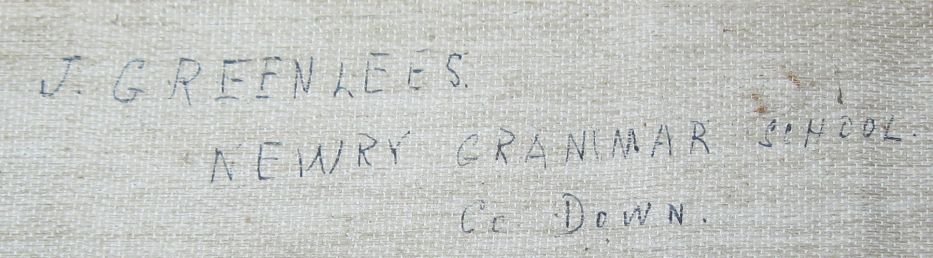 J. GREENLEES.
NEWRY GRAMMAR SCHOOL.
Co. DOWN.